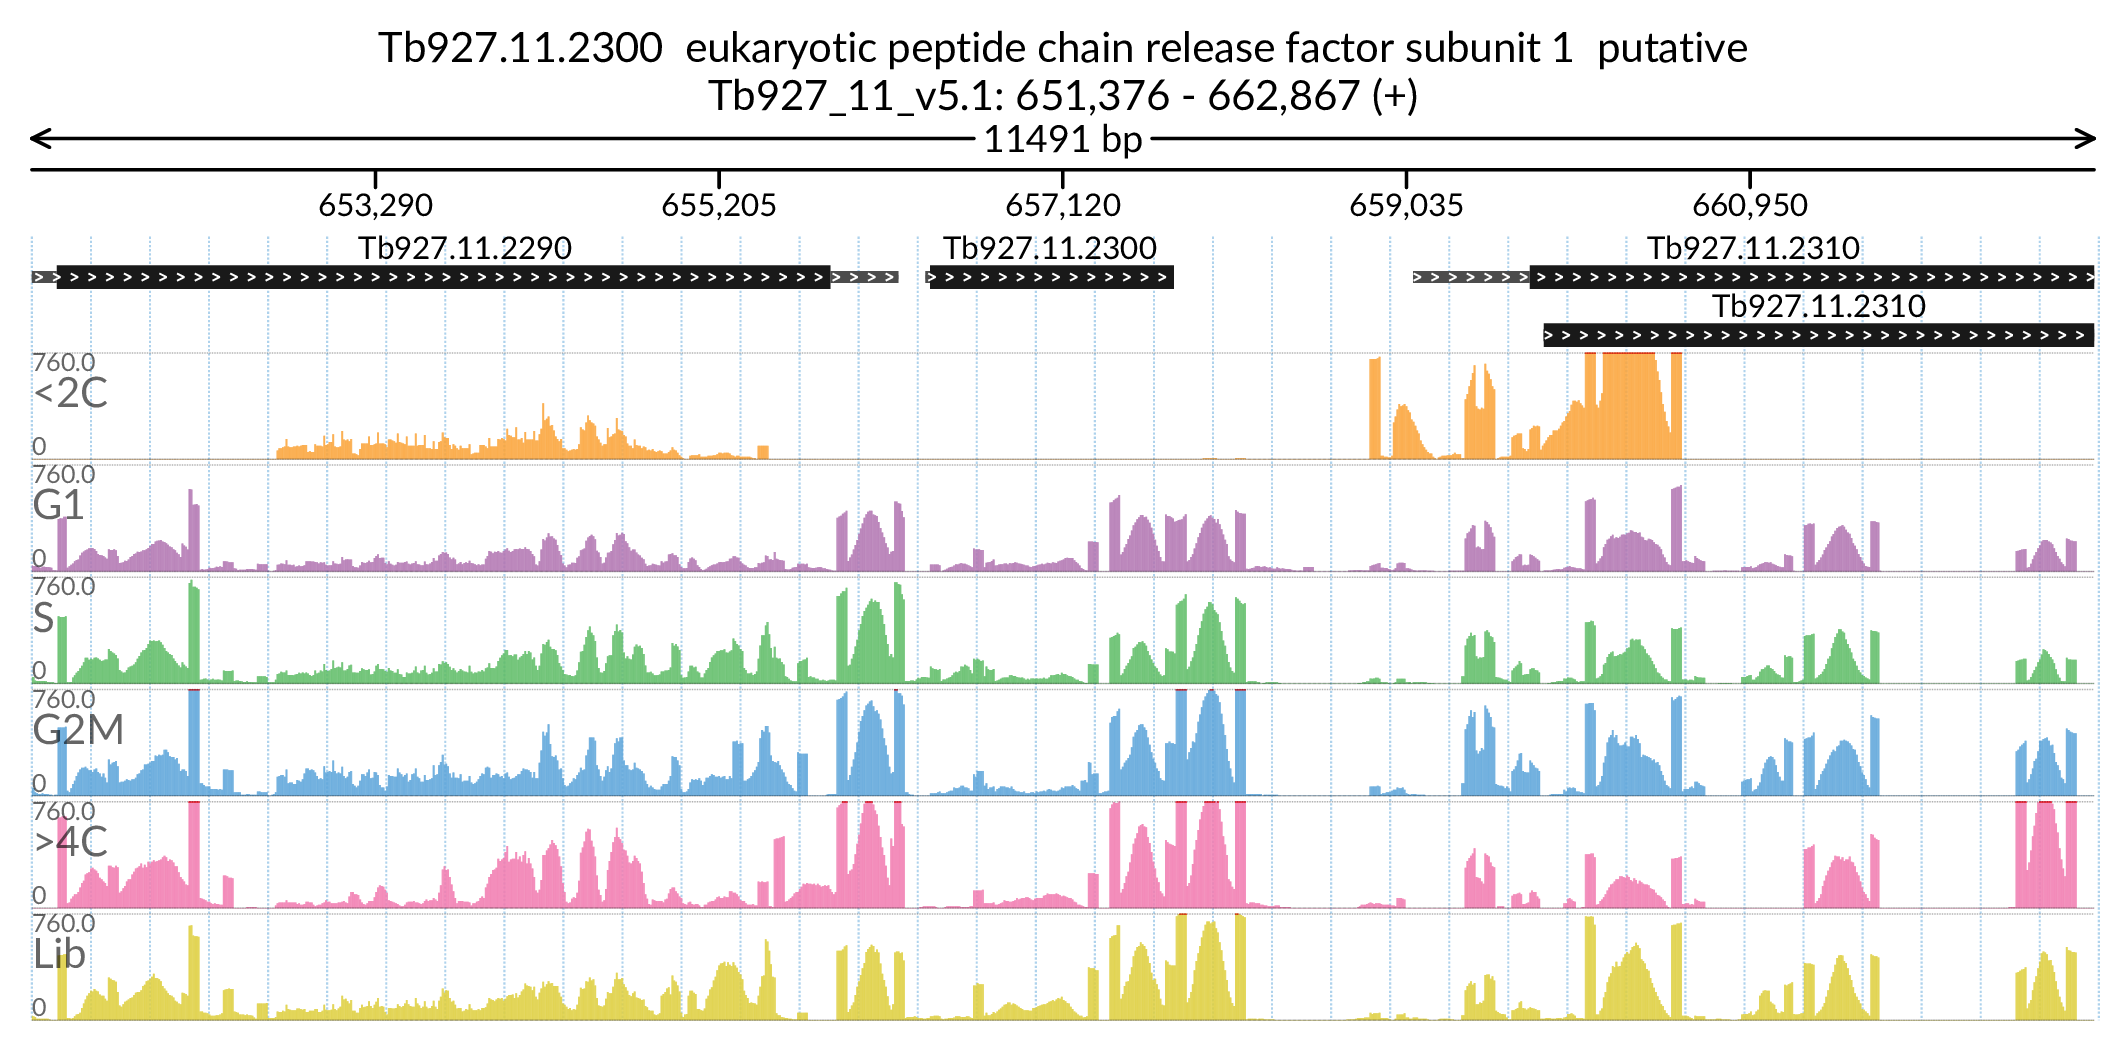 Tb927.11.2300 eukaryotic peptide chain release factor subunit 1 putative
Tb927_11_v5.1: 651,376 - 662,867 (+)
11491 bp
653,290 655,205 657,120 659,035 660,950
Tb927.11.2290 Tb927.11.2300 Tb927.11.2310
Tb927.11.2310
760.0
<2C
0
760.0
G1
0
760.0
S
0
760.0
G2M
0
760.0
>4C
0
760.0
Lib
0